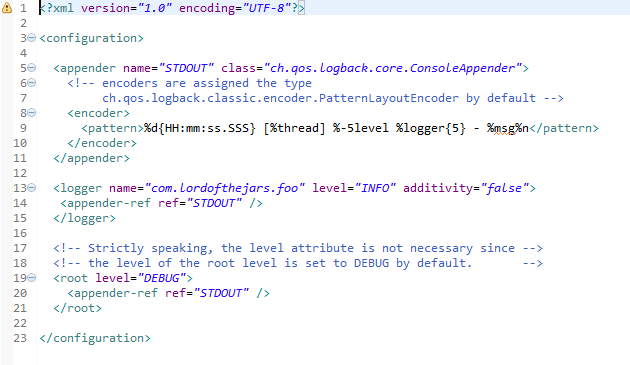 1 <?xml version="1.0" encoding="UTF-8"?>
2
3 <configuration>
4
5 <appender name="STDOUT" class="ch.qos.logback.core.ConsoleAppender">
6 <!-- encoders are assigned the type
7 ch.qos.logback.classic.encoder.PatternLayoutEncoder by default -->
8 <encoder>
9 <pattern>%d{HH:mm:ss.SSS} [%thread] %-5level %logger{5} - %msg%n</pattern>
10 </encoder>
11 </appender>
12
13 <logger name="com.lordofthejars.foo" level="INFO" additivity="false">
14 <appender-ref ref="STDOUT" />
15 </logger>
16
17 <!-- Strictly speaking, the level attribute is not necessary since -->
18 <!-- the level of the root level is set to DEBUG by default. -->
19 <root level="DEBUG">
20 <appender-ref ref="STDOUT" />
21 </root>
22
23 </configuration>